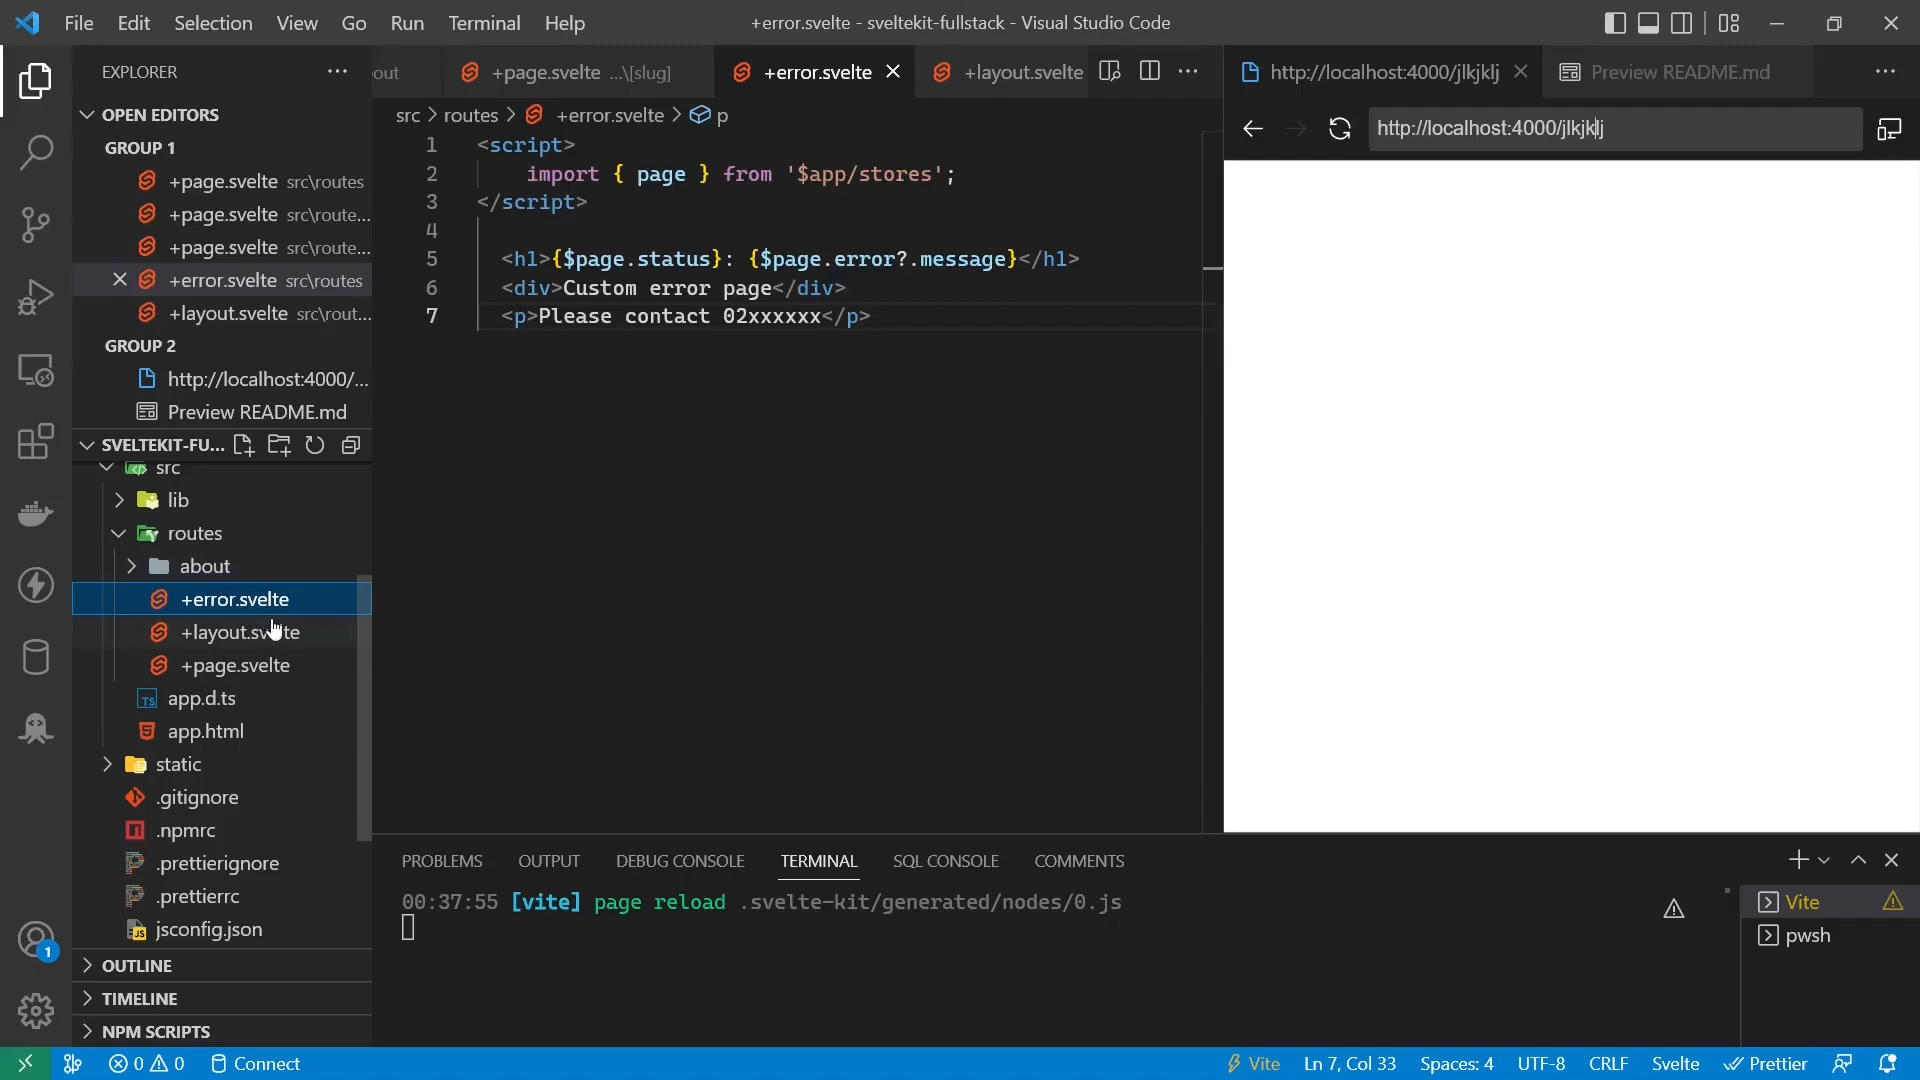 File Edit Selection View Go Run Terminal Help
+error.svelte - sveltekit-fullstack - Visual Studio Code
EXPLORER
OPEN EDITORS
GROUP 1
+page.svelte src\routes
+page.svelte src\route...
+page.svelte src\route...
+error.svelte src\routes
+layout.svelte src\rout...
GROUP 2
http://localhost:4000/...
Preview README.md
SVELTEKIT-FU...
src
lib
routes
about
+error.svelte
+layout.svelte
+page.svelte
app.d.ts
app.html
static
.gitignore
.npmrc
.prettierignore
.prettierrc
jsconfig.json
OUTLINE
TIMELINE
NPM SCRIPTS
out
+page.svelte ...\[slug]
+error.svelte
+layout.svelte
src > routes > +error.svelte > p
1 <script>
2 import { page } from '$app/stores';
3 </script>
4
5 <h1>{$page.status}: {$page.error?.message}</h1>
6 <div>Custom error page</div>
7 <p>Please contact 02xxxxxx</p>
http://localhost:4000/jlkjklj
Preview README.md
http://localhost:4000/jlkjklj
PROBLEMS OUTPUT DEBUG CONSOLE TERMINAL SQL CONSOLE COMMENTS
00:37:55 [vite] page reload .svelte-kit/generated/nodes/0.js
Vite
pwsh
1
0 0 Connect
Vite Ln 7, Col 33 Spaces: 4 UTF-8 CRLF Svelte Prettier